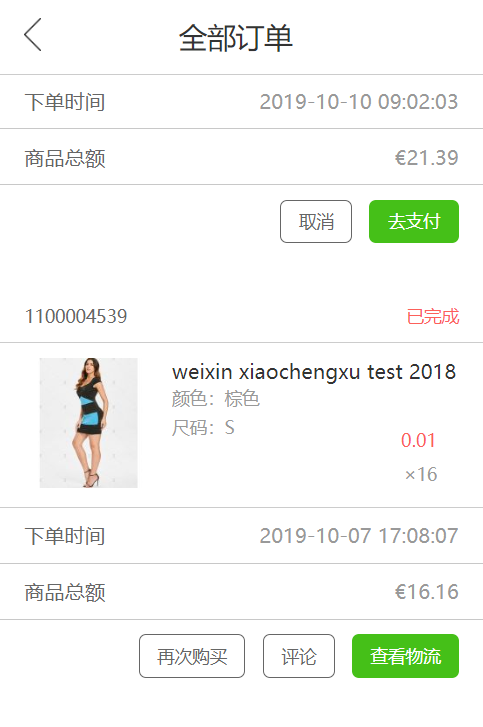 全部订单
下单时间 2019-10-10 09:02:03
商品总额 €21.39
取消 去支付
1100004539 已完成
weixin xiaochengxu test 2018
颜色：棕色
尺码：S
0.01
×16
下单时间 2019-10-07 17:08:07
商品总额 €16.16
再次购买 评论 查看物流